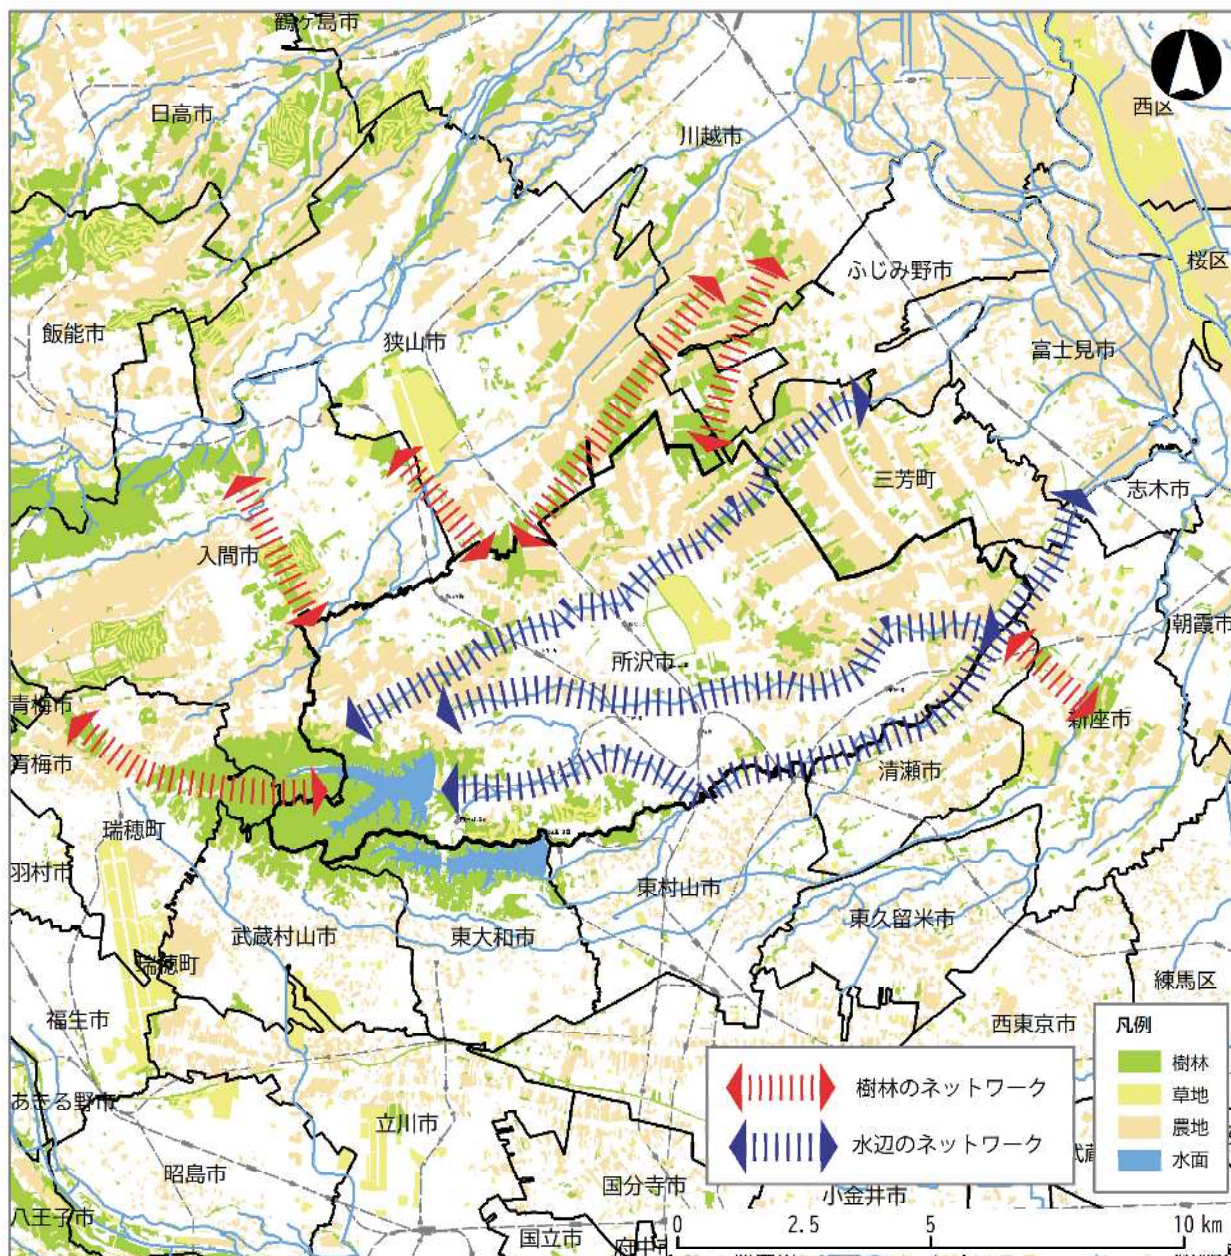 鶴ヶ島市
日高市
西区
川越市
桜区
ふじみ野市
飯能市
狭山市
富士見市
三芳町
志木市
入間市
朝霞市
所沢市
青梅市
新座市
青梅市
清瀬市
瑞穂町
羽村市
東村山市
東久留米市
武蔵村山市
東大和市
瑞穂町
練馬区
福生市
西東京市
凡例
樹林
草地
農地
水面
樹林のネットワーク
水辺のネットワーク
あきる野市
立川市
昭島市
国分寺市
小金井市
八王子市
国立市
府中市
0 2.5 5 10 km